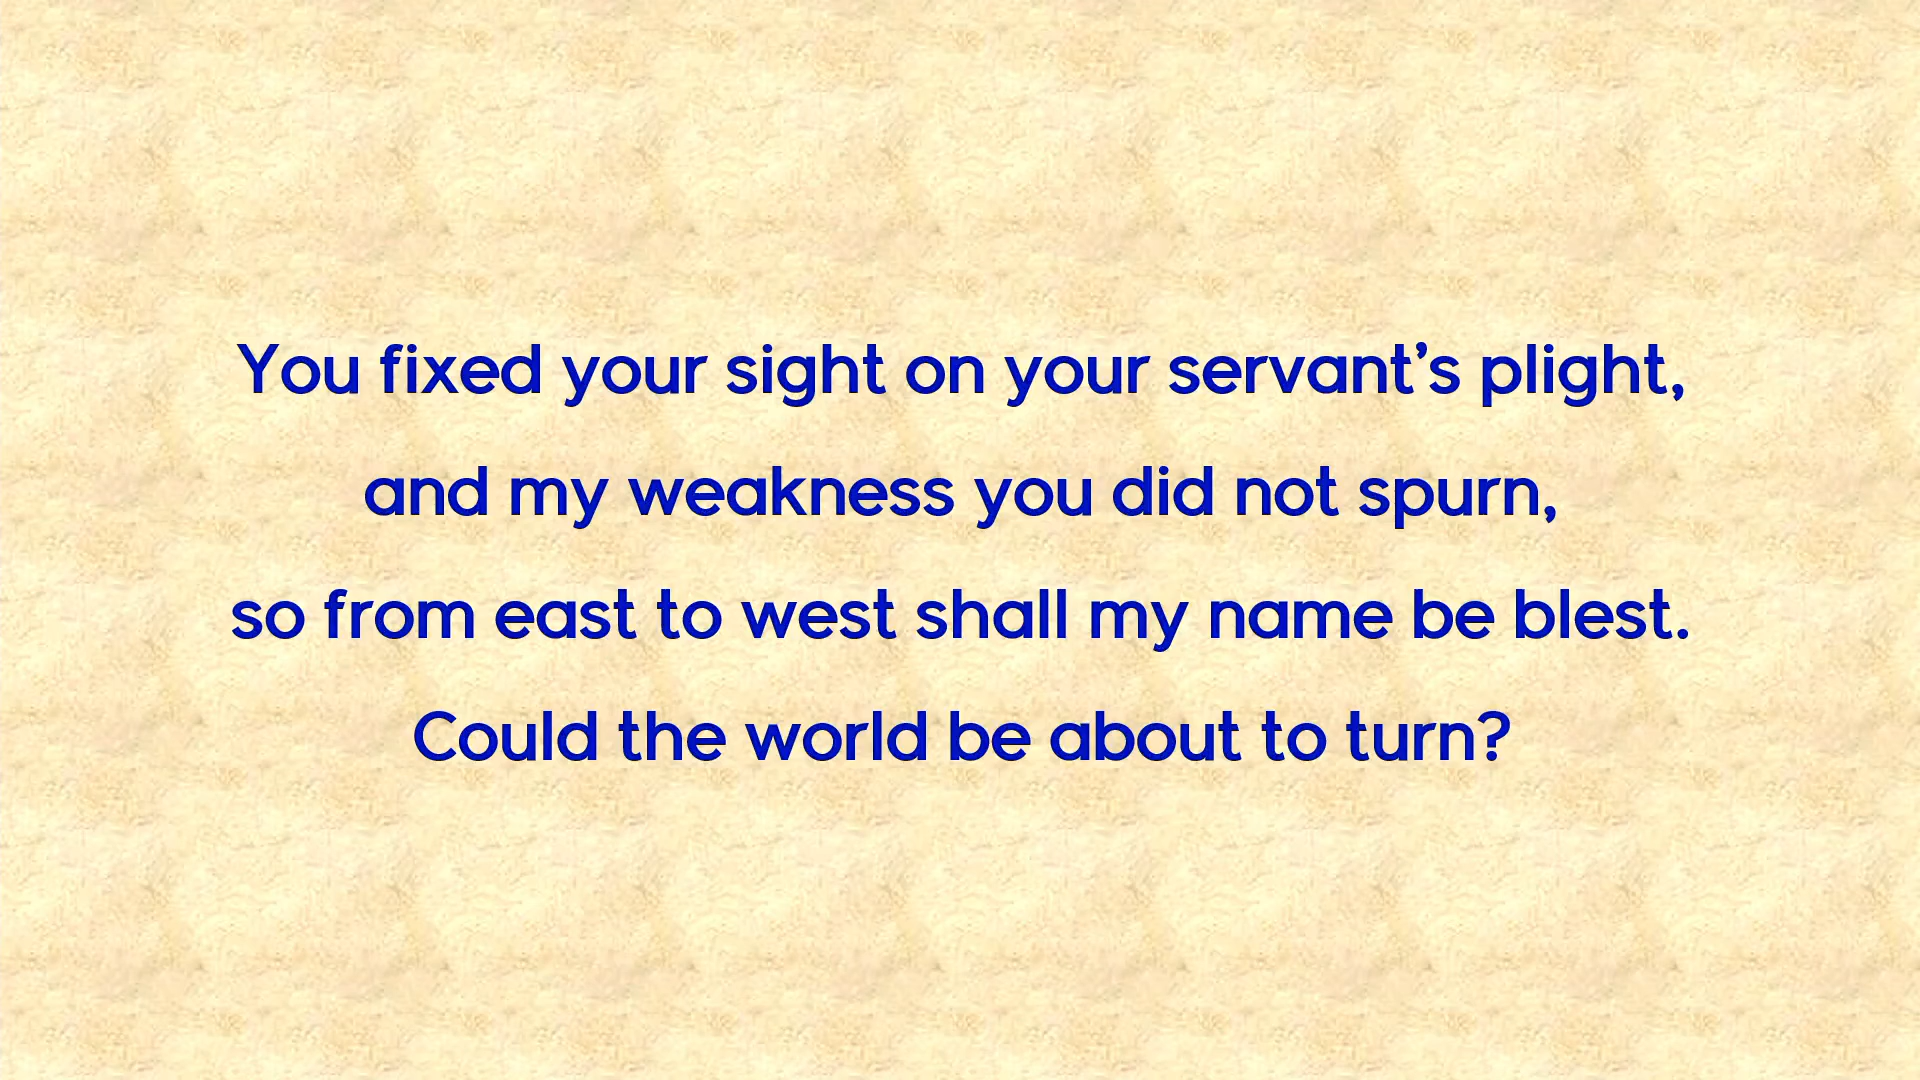 You fixed your sight on your servant’s plight,
and my weakness you did not spurn,
so from east to west shall my name be blest.
Could the world be about to turn?